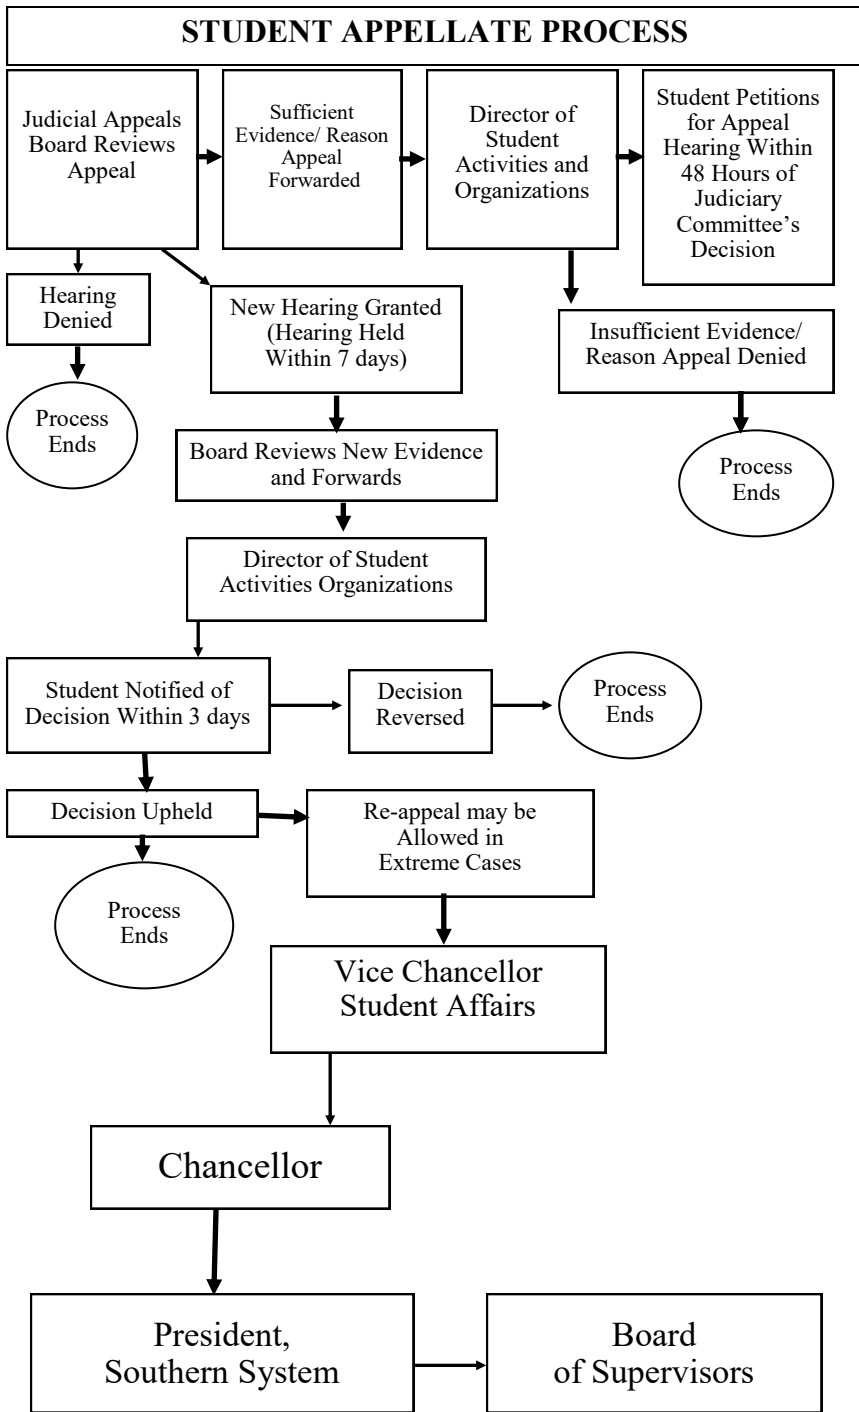 STUDENT APPELLATE PROCESS
Judicial Appeals
Board Reviews
Appeal
Sufficient
Evidence/ Reason
Appeal
Forwarded
Director of
Student
Activities and
Organizations
Student Petitions
for Appeal
Hearing Within
48 Hours of
Judiciary
Committee’s
Decision
Hearing
Denied
New Hearing Granted
(Hearing Held
Within 7 days)
Insufficient Evidence/
Reason Appeal Denied
Process
Ends
Board Reviews New Evidence
and Forwards
Process
Ends
Director of Student
Activities Organizations
Student Notified of
Decision Within 3 days
Decision
Reversed
Process
Ends
Decision Upheld
Re-appeal may be
Allowed in
Extreme Cases
Process
Ends
Vice Chancellor
Student Affairs
Chancellor
President,
Southern System
Board
of Supervisors